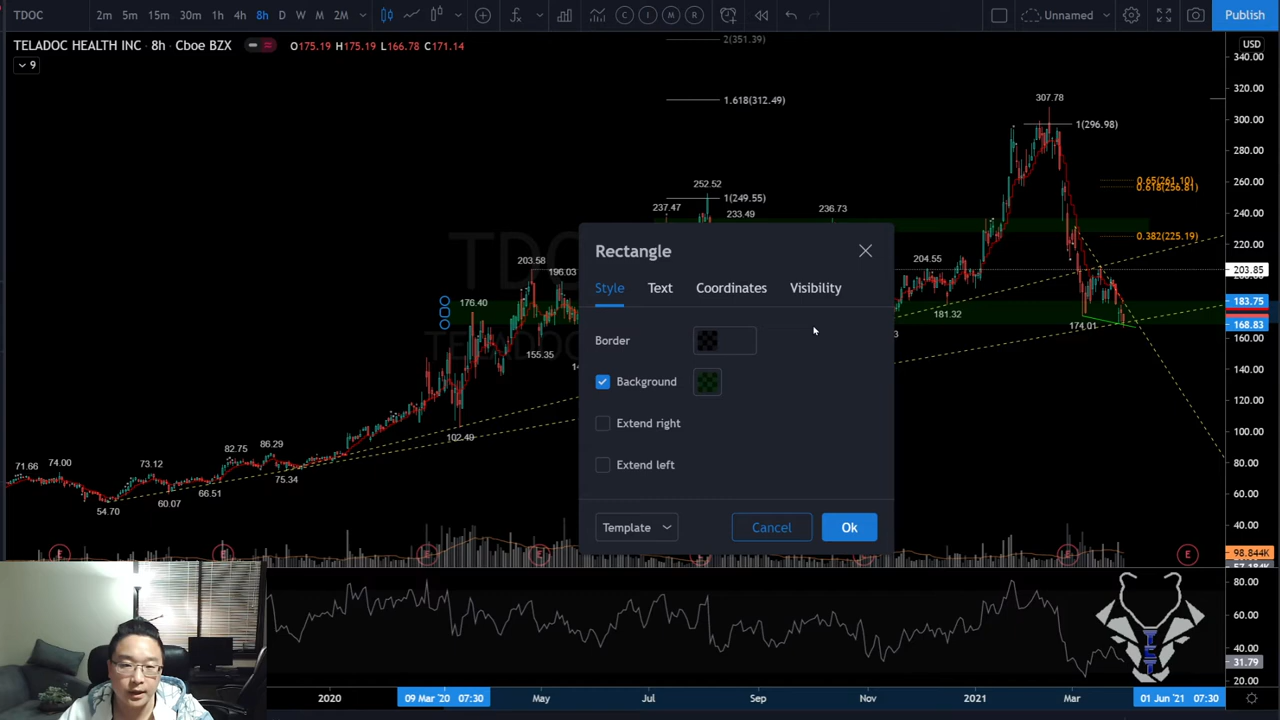 TDOC
2m 5m 15m 30m 1h 4h 8h D W M 2M
C I M R
Unnamed
Publish
TELADOC HEALTH INC · 8h · Cboe BZX
O175.19 H175.19 L166.78 C171.14
9
USD
2(351.39)
1.618(312.49)
307.78
1(296.98)
252.52
1(249.55)
237.47
233.49
236.73
0.65(261.10)
0.618(256.81)
0.382(225.19)
203.58
196.03
204.55
176.40
155.35
181.32
174.01
102.49
82.75
86.29
71.66
74.00
73.12
75.34
66.51
60.07
54.70
Rectangle
Style
Text
Coordinates
Visibility
Border
Background
Extend right
Extend left
Template
Cancel
Ok
340.00
320.00
300.00
280.00
260.00
240.00
220.00
203.85
183.75
168.83
160.00
140.00
120.00
100.00
80.00
60.00
40.00
98.844K
80.00
60.00
40.00
31.79
20.00
E E E E E
2020
09 Mar '20 07:30
May
Jul
Sep
Nov
2021
Mar
01 Jun '21 07:30